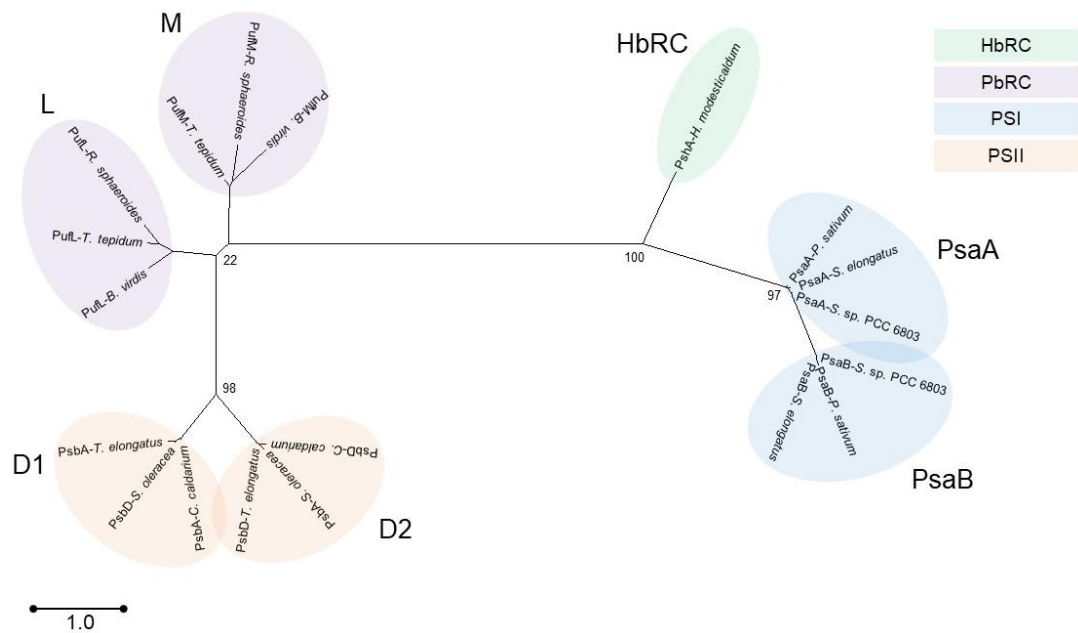 M
PufM-R. sphaeroides
PufM-T. tepidum
PufM-B. virdis
L
PufL-R. sphaeroides
PufL-T. tepidum
PufL-B. virdis
22
HbRC
PshA-H. modesticaldum
100
HbRC
PbRC
PSI
PSII
PsaA-P. sativum
PsaA-S. elongatus
PsaA-S. sp. PCC 6803
PsaA
97
PsaB-S. sp. PCC 6803
PsaB-P. sativum
PsaB-S. elongatus
PsaB
98
D1
PsbA-T. elongatus
PsbD-S. oleracea
PsbA-C. caldarium
PsbD-T. elongatus
PsbA-S. oleracea
PsbD-C. caldarium
D2
1.0